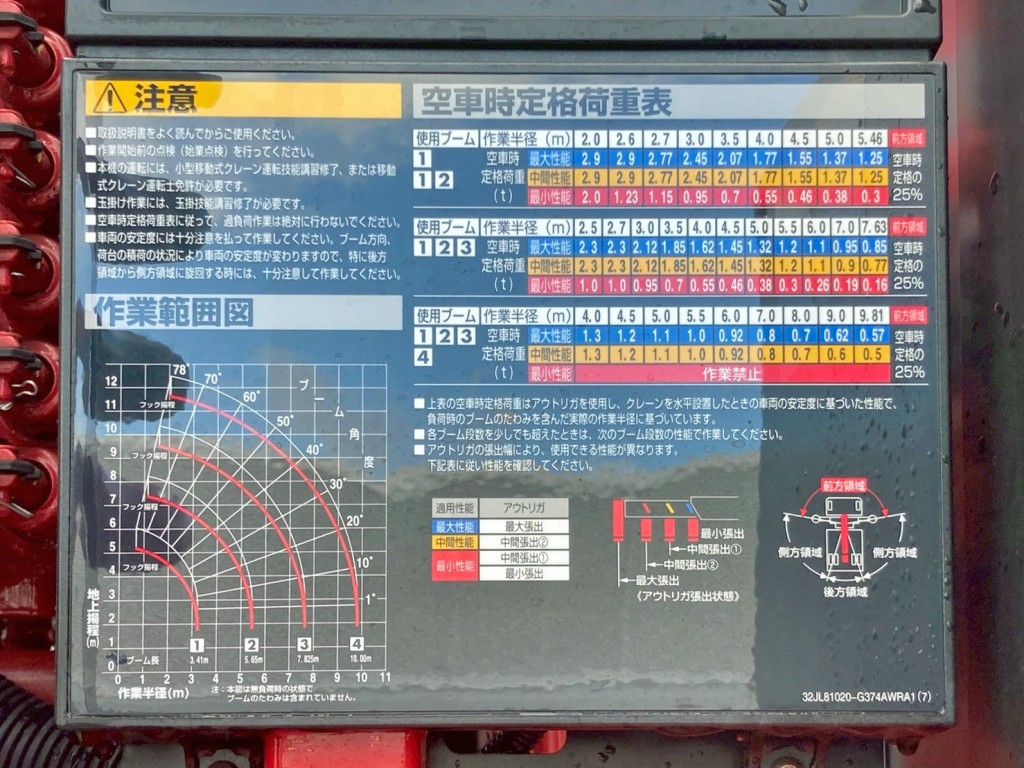 注意
■取扱説明書をよく読んでからご使用ください。
■作業開始前の点検(始業点検)を行ってください。
■本機の運転には、小型移動式クレーン運転技能講習修了、または移動
式クレーン運転士免許が必要です。
■玉掛け作業には、玉掛技能講習修了が必要です。
■空車時定格荷重表に従って、過負荷作業は絶対に行わないでください。
■車両の安定度には十分注意を払って作業してください。ブーム方向、
荷台の積荷の状況により車両の安定度が変わりますので、特に後方
領域から側方領域に旋回する時には、十分注意して作業してください。
作業範囲図
12
11
10
9
8
7
6
5
4
3
2
1
0
地上揚程(m)
78°
70°
60°
50°
40°
30°
20°
10°
1°
ブーム角度
フック揚程
フック揚程
フック揚程
フック揚程
1 2 3 4
ブーム長 3.41m 5.65m 7.825m 10.00m
0 1 2 3 4 5 6 7 8 9 10 11
作業半径(m)
注:本図は無負荷時の状態で
ブームのたわみは含まれていません。
空車時定格荷重表
使用ブーム 作業半径(m) 2.0 2.6 2.7 3.0 3.5 4.0 4.5 5.0 5.46 前方領域
1 空車時 最大性能 2.9 2.9 2.77 2.45 2.07 1.77 1.55 1.37 1.25 空車時
1 2 定格荷重 中間性能 2.9 2.9 2.77 2.45 2.07 1.77 1.55 1.37 1.25 定格の
(t) 最小性能 2.0 1.23 1.15 0.95 0.7 0.55 0.46 0.38 0.3 25%
使用ブーム 作業半径(m) 2.5 2.7 3.0 3.5 4.0 4.5 5.0 5.5 6.0 7.0 7.63 前方領域
1 2 3 空車時 最大性能 2.3 2.3 2.12 1.85 1.62 1.45 1.32 1.2 1.1 0.95 0.85 空車時
定格荷重 中間性能 2.3 2.3 2.12 1.85 1.62 1.45 1.32 1.2 1.1 0.9 0.77 定格の
(t) 最小性能 1.0 1.0 0.95 0.7 0.55 0.46 0.38 0.3 0.26 0.19 0.16 25%
使用ブーム 作業半径(m) 4.0 4.5 5.0 5.5 6.0 7.0 8.0 9.0 9.81 前方領域
1 2 3 空車時 最大性能 1.3 1.2 1.1 1.0 0.92 0.8 0.7 0.62 0.57 空車時
4 定格荷重 中間性能 1.3 1.2 1.1 1.0 0.92 0.8 0.7 0.6 0.5 定格の
(t) 最小性能 作業禁止 25%
■上表の空車時定格荷重はアウトリガを使用し、クレーンを水平設置したときの車両の安定度に基づいた性能で、
負荷時のブームのたわみを含んだ実際の作業半径に基づいています。
■各ブーム段数を少しでも超えたときは、次のブーム段数の性能で作業してください。
■アウトリガの張出幅により、使用できる性能が異なります。
下記表に従い性能を確認してください。
適用性能 アウトリガ
最大性能 最大張出
中間性能 中間張出②
最小性能 中間張出①
最小張出
最小張出
中間張出①
中間張出②
最大張出
《アウトリガ張出状態》
前方領域
側方領域 側方領域
後方領域
32JL81020-G374AWRA1(7)